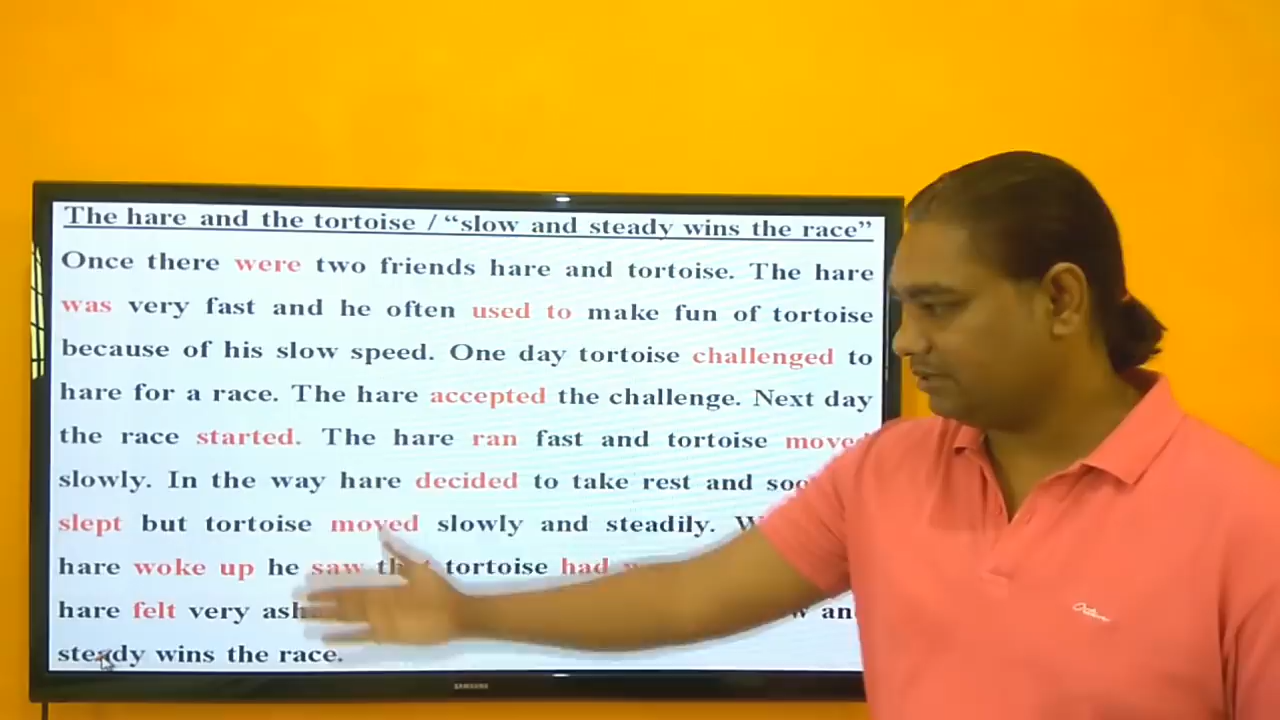 The hare and the tortoise / “slow and steady wins the race”
Once there were two friends hare and tortoise. The hare
was very fast and he often used to make fun of tortoise
because of his slow speed. One day tortoise challenged to
hare for a race. The hare accepted the challenge. Next day
the race started. The hare ran fast and tortoise moved
slowly. In the way hare decided to take rest and
slept but tortoise moved slowly and steadily.
hare woke up he saw tortoise had
hare felt very
steady wins the race.
SAMSUNG